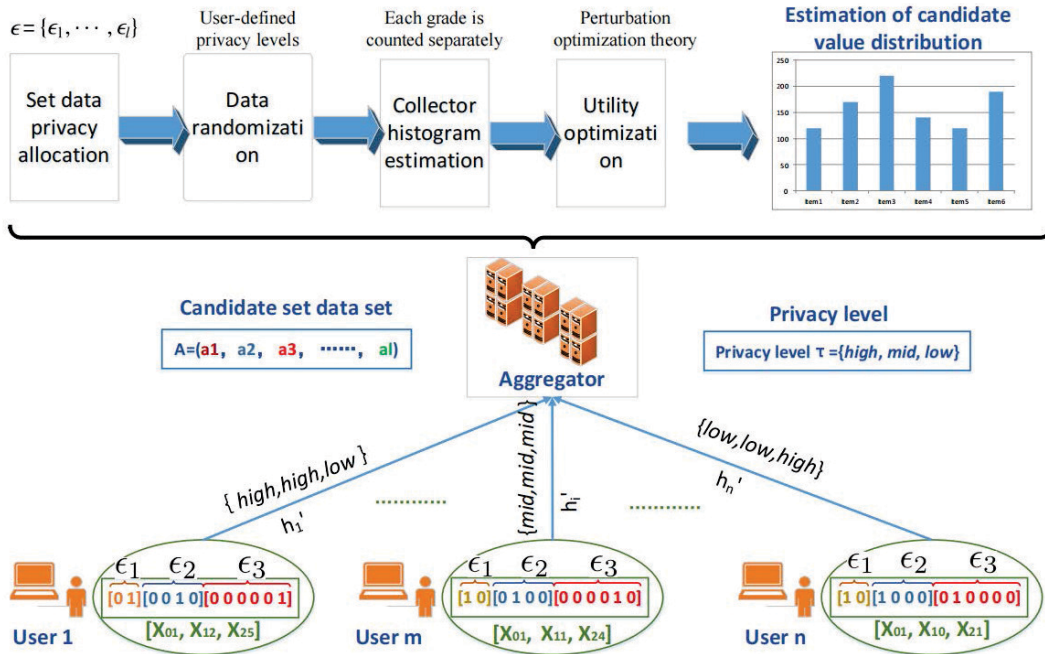 ϵ = {ϵ1, ··· , ϵl}
User-defined
privacy levels
Each grade is
counted separately
Perturbation
optimization theory
Estimation of candidate
value distribution
Set data
privacy
allocation
Data
randomizati
on
Collector
histogram
estimation
Utility
optimizati
on
250
200
150
100
50
0
Item1 Item2 Item3 Item4 Item5 Item6
Candidate set data set
A=(a1, a2, a3, ······, al)
Aggregator
Privacy level
Privacy level τ ={high, mid, low}
{ high,high,low }
h1'
{mid,mid,mid }
hi'
{low,low,high}
hn'
············
············
ϵ1 ϵ2 ϵ3
[0 1][0 0 1 0][0 0 0 0 0 1]
[X01, X12, X25]
User 1
ϵ1 ϵ2 ϵ3
[1 0][0 1 0 0][0 0 0 0 1 0]
[X01, X11, X24]
User m
ϵ1 ϵ2 ϵ3
[1 0][1 0 0 0][0 1 0 0 0 0]
[X01, X10, X21]
User n